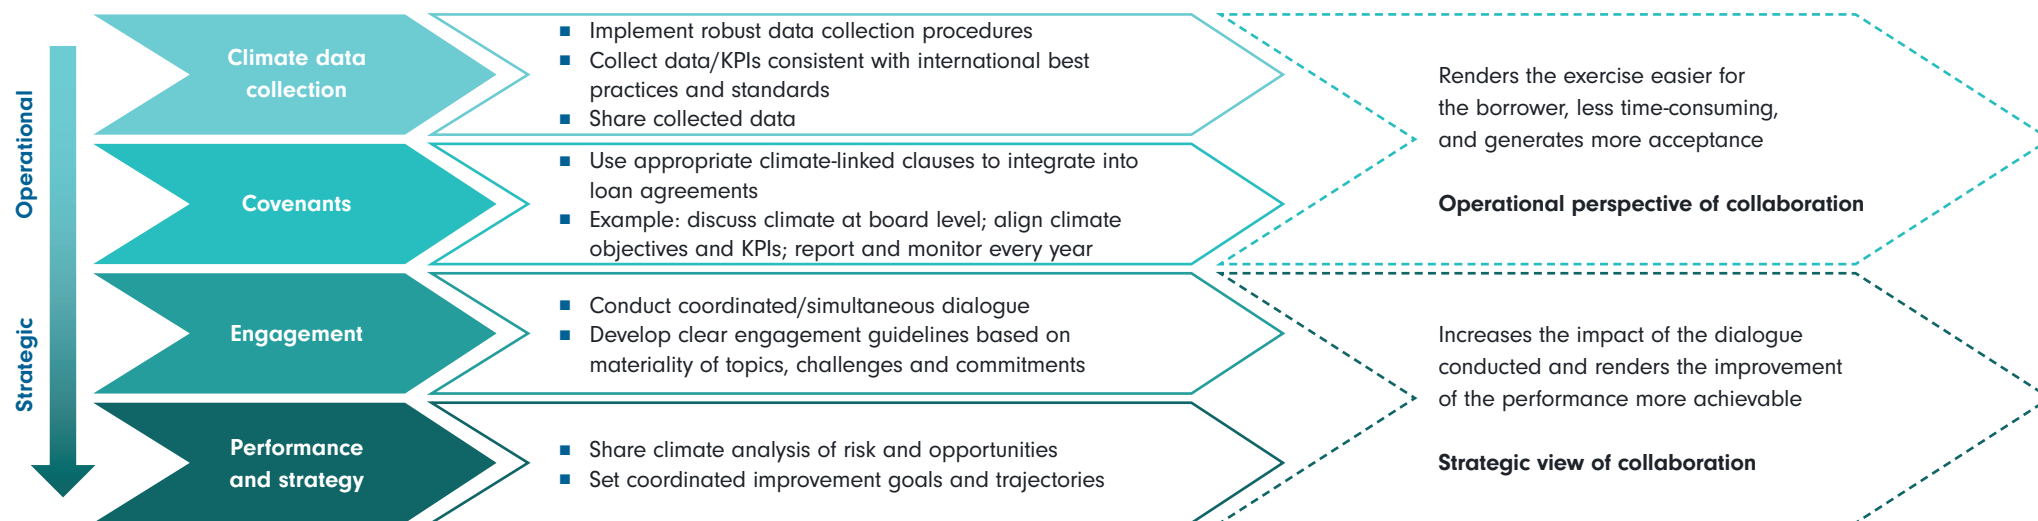 Operational
Strategic
Climate data
collection
■ Implement robust data collection procedures
■ Collect data/KPIs consistent with international best
practices and standards
■ Share collected data
Covenants
■ Use appropriate climate-linked clauses to integrate into
loan agreements
■ Example: discuss climate at board level; align climate
objectives and KPIs; report and monitor every year
Renders the exercise easier for
the borrower, less time-consuming,
and generates more acceptance
Operational perspective of collaboration
Engagement
■ Conduct coordinated/simultaneous dialogue
■ Develop clear engagement guidelines based on
materiality of topics, challenges and commitments
Performance
and strategy
■ Share climate analysis of risk and opportunities
■ Set coordinated improvement goals and trajectories
Increases the impact of the dialogue
conducted and renders the improvement
of the performance more achievable
Strategic view of collaboration